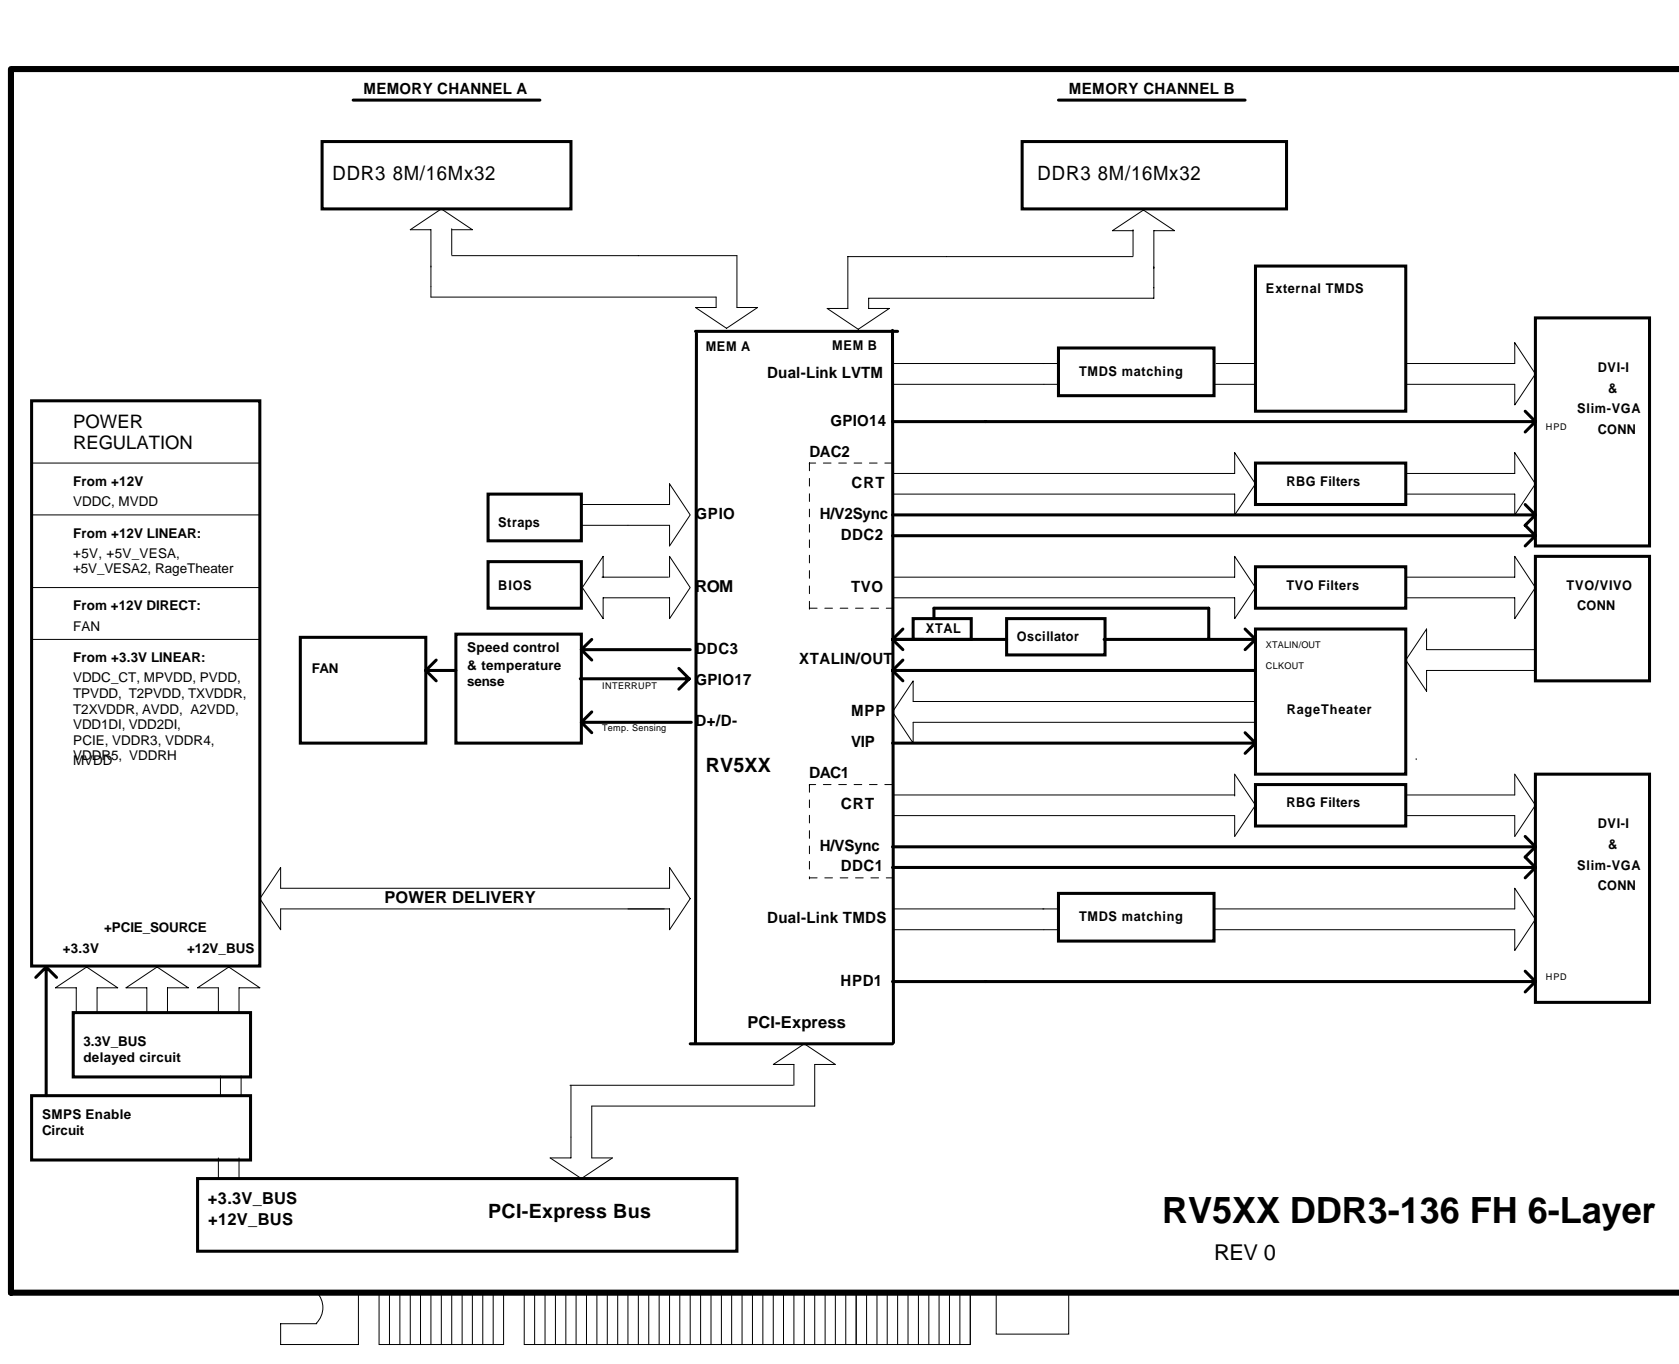 MEMORY CHANNEL A
MEMORY CHANNEL B
DDR3 8M/16Mx32
DDR3 8M/16Mx32
External TMDS
MEM A
MEM B
Dual-Link LVTM
TMDS matching
DVI-I
&
Slim-VGA
CONN
HPD
GPIO14
DAC2
CRT
RBG Filters
H/V2Sync
DDC2
TVO
TVO Filters
TVO/VIVO
CONN
POWER
REGULATION
From +12V
VDDC, MVDD
From +12V LINEAR:
+5V, +5V_VESA,
+5V_VESA2, RageTheater
From +12V DIRECT:
FAN
From +3.3V LINEAR:
VDDC_CT, MPVDD, PVDD,
TPVDD, T2PVDD, TXVDDR,
T2XVDDR, AVDD, A2VDD,
VDD1DI, VDD2DI,
PCIE, VDDR3, VDDR4,
VDDR5, VDDRH
MVDD
+PCIE_SOURCE
+3.3V
+12V_BUS
Straps
GPIO
BIOS
ROM
FAN
Speed control
& temperature
sense
DDC3
INTERRUPT
GPIO17
Temp. Sensing
D+/D-
RV5XX
XTAL
Oscillator
XTALIN/OUT
XTALIN/OUT
CLKOUT
MPP
RageTheater
VIP
DAC1
CRT
RBG Filters
H/VSync
DDC1
DVI-I
&
Slim-VGA
CONN
POWER DELIVERY
Dual-Link TMDS
TMDS matching
HPD1
HPD
PCI-Express
3.3V_BUS
delayed circuit
SMPS Enable
Circuit
+3.3V_BUS
+12V_BUS
PCI-Express Bus
RV5XX DDR3-136 FH 6-Layer
REV 0